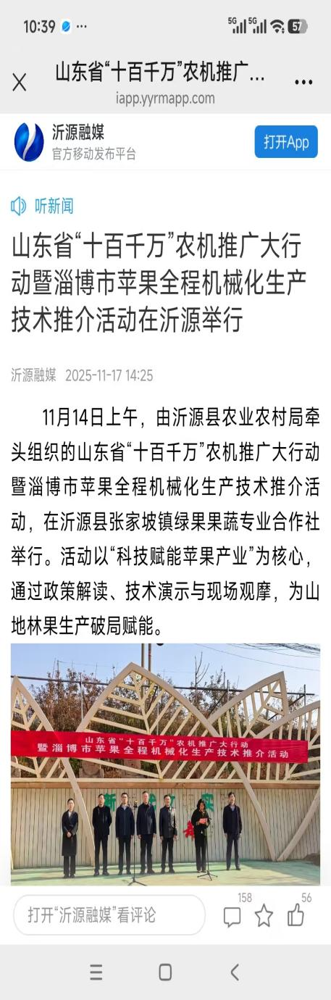 10:39
5G 5G 57
山东省“十百千万”农机推广...
iapp.yyrmapp.com
沂源融媒
官方移动发布平台
打开App
听新闻
山东省“十百千万”农机推广大行
动暨淄博市苹果全程机械化生产
技术推介活动在沂源举行
沂源融媒 2025-11-17 14:25
11月14日上午，由沂源县农业农村局牵
头组织的山东省“十百千万”农机推广大行动
暨淄博市苹果全程机械化生产技术推介活
动，在沂源县张家坡镇绿果果蔬专业合作社
举行。活动以“科技赋能苹果产业”为核心，
通过政策解读、技术演示与现场观摩，为山
地林果生产破局赋能。
山东省“十百千万”农机推广大行动
暨淄博市苹果全程机械化生产技术推介活动
打开“沂源融媒”看评论
158
56